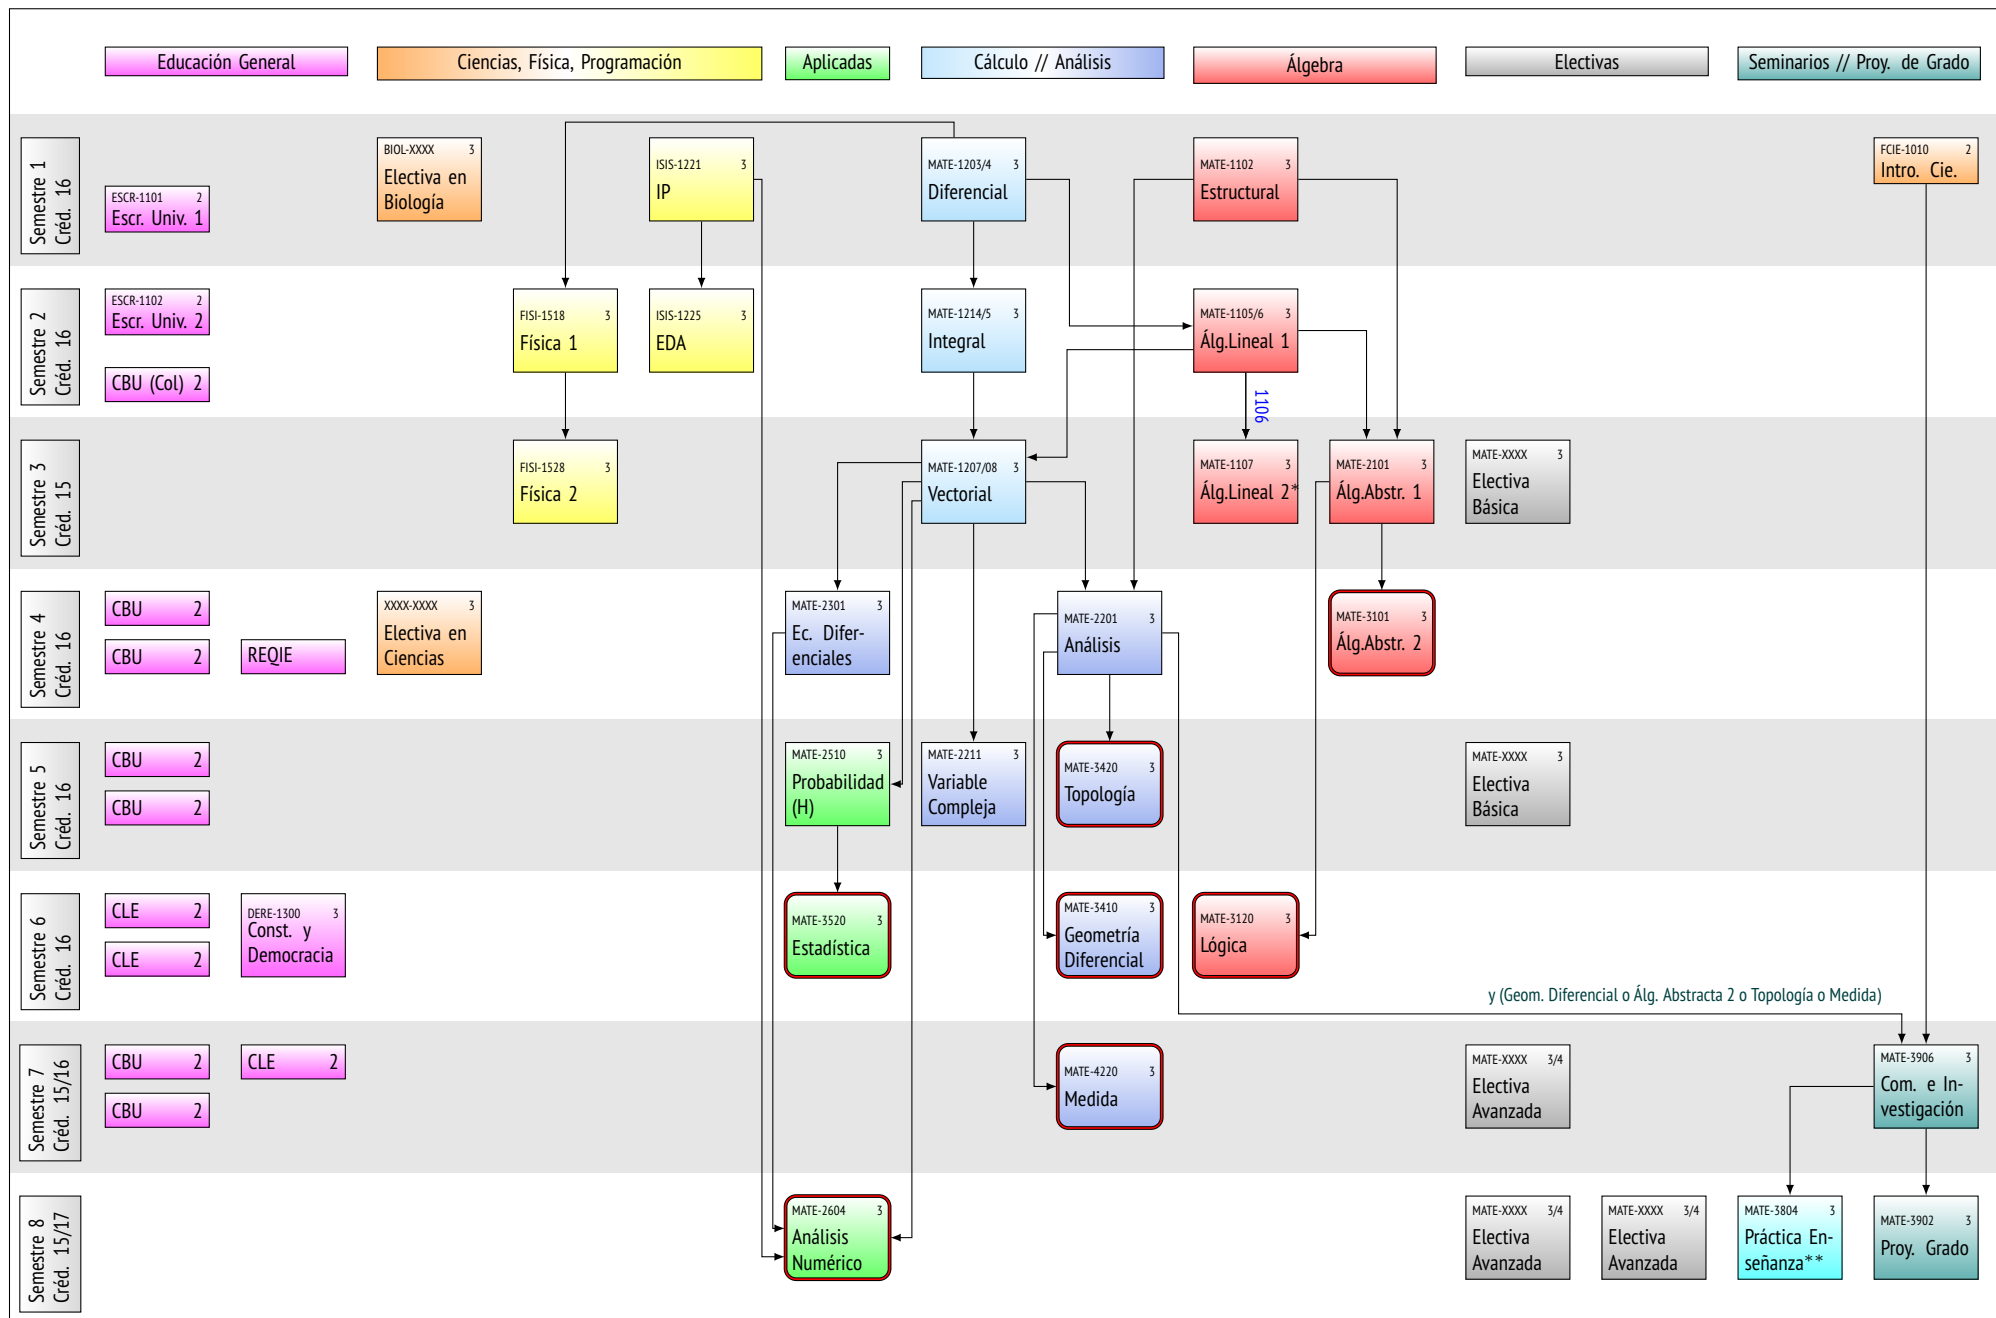 Educación General
Ciencias, Física, Programación
Aplicadas
Cálculo // Análisis
Álgebra
Electivas
Seminarios // Proy. de Grado
Semestre 1
Créd. 16
ESCR-1101 2
Escr. Univ. 1
BIOL-XXXX 3
Electiva en
Biología
ISIS-1221 3
IP
MATE-1203/4 3
Diferencial
MATE-1102 3
Estructural
FCIE-1010 2
Intro. Cie.
Semestre 2
Créd. 16
ESCR-1102 2
Escr. Univ. 2
CBU (Col) 2
FISI-1518 3
Física 1
ISIS-1225 3
EDA
MATE-1214/5 3
Integral
MATE-1105/6 3
Álg.Lineal 1
1106
Semestre 3
Créd. 15
FISI-1528 3
Física 2
MATE-1207/08 3
Vectorial
MATE-1107 3
Álg.Lineal 2*
MATE-2101 3
Álg.Abstr. 1
MATE-XXXX 3
Electiva
Básica
Semestre 4
Créd. 16
CBU 2
CBU 2
REQIE
XXXX-XXXX 3
Electiva en
Ciencias
MATE-2301 3
Ec. Difer-
enciales
MATE-2201 3
Análisis
MATE-3101 3
Álg.Abstr. 2
Semestre 5
Créd. 16
CBU 2
CBU 2
MATE-2510 3
Probabilidad
(H)
MATE-2211 3
Variable
Compleja
MATE-3420 3
Topología
MATE-XXXX 3
Electiva
Básica
Semestre 6
Créd. 16
CLE 2
CLE 2
DERE-1300 3
Const. y
Democracia
MATE-3520 3
Estadística
MATE-3410 3
Geometría
Diferencial
MATE-3120 3
Lógica
y (Geom. Diferencial o Álg. Abstracta 2 o Topología o Medida)
Semestre 7
Créd. 15/16
CBU 2
CBU 2
CLE 2
MATE-4220 3
Medida
MATE-XXXX 3/4
Electiva
Avanzada
MATE-3906 3
Com. e In-
vestigación
Semestre 8
Créd. 15/17
MATE-2604 3
Análisis
Numérico
MATE-XXXX 3/4
Electiva
Avanzada
MATE-XXXX 3/4
Electiva
Avanzada
MATE-3804 3
Práctica En-
señanza**
MATE-3902 3
Proy. Grado